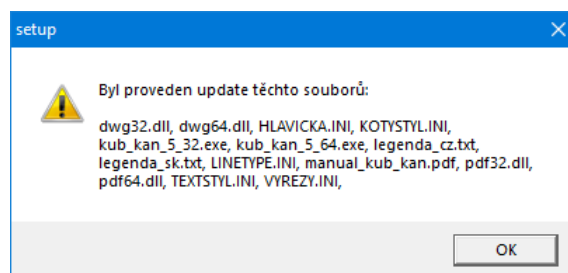 setup
Byl proveden update těchto souborů:
dwg32.dll, dwg64.dll, HLAVICKA.INI, KOTYSTYL.INI,
kub_kan_5_32.exe, kub_kan_5_64.exe, legenda_cz.txt,
legenda_sk.txt, LINETYPE.INI, manual_kub_kan.pdf, pdf32.dll,
pdf64.dll, TEXTSTYL.INI, VYREZY.INI,
OK